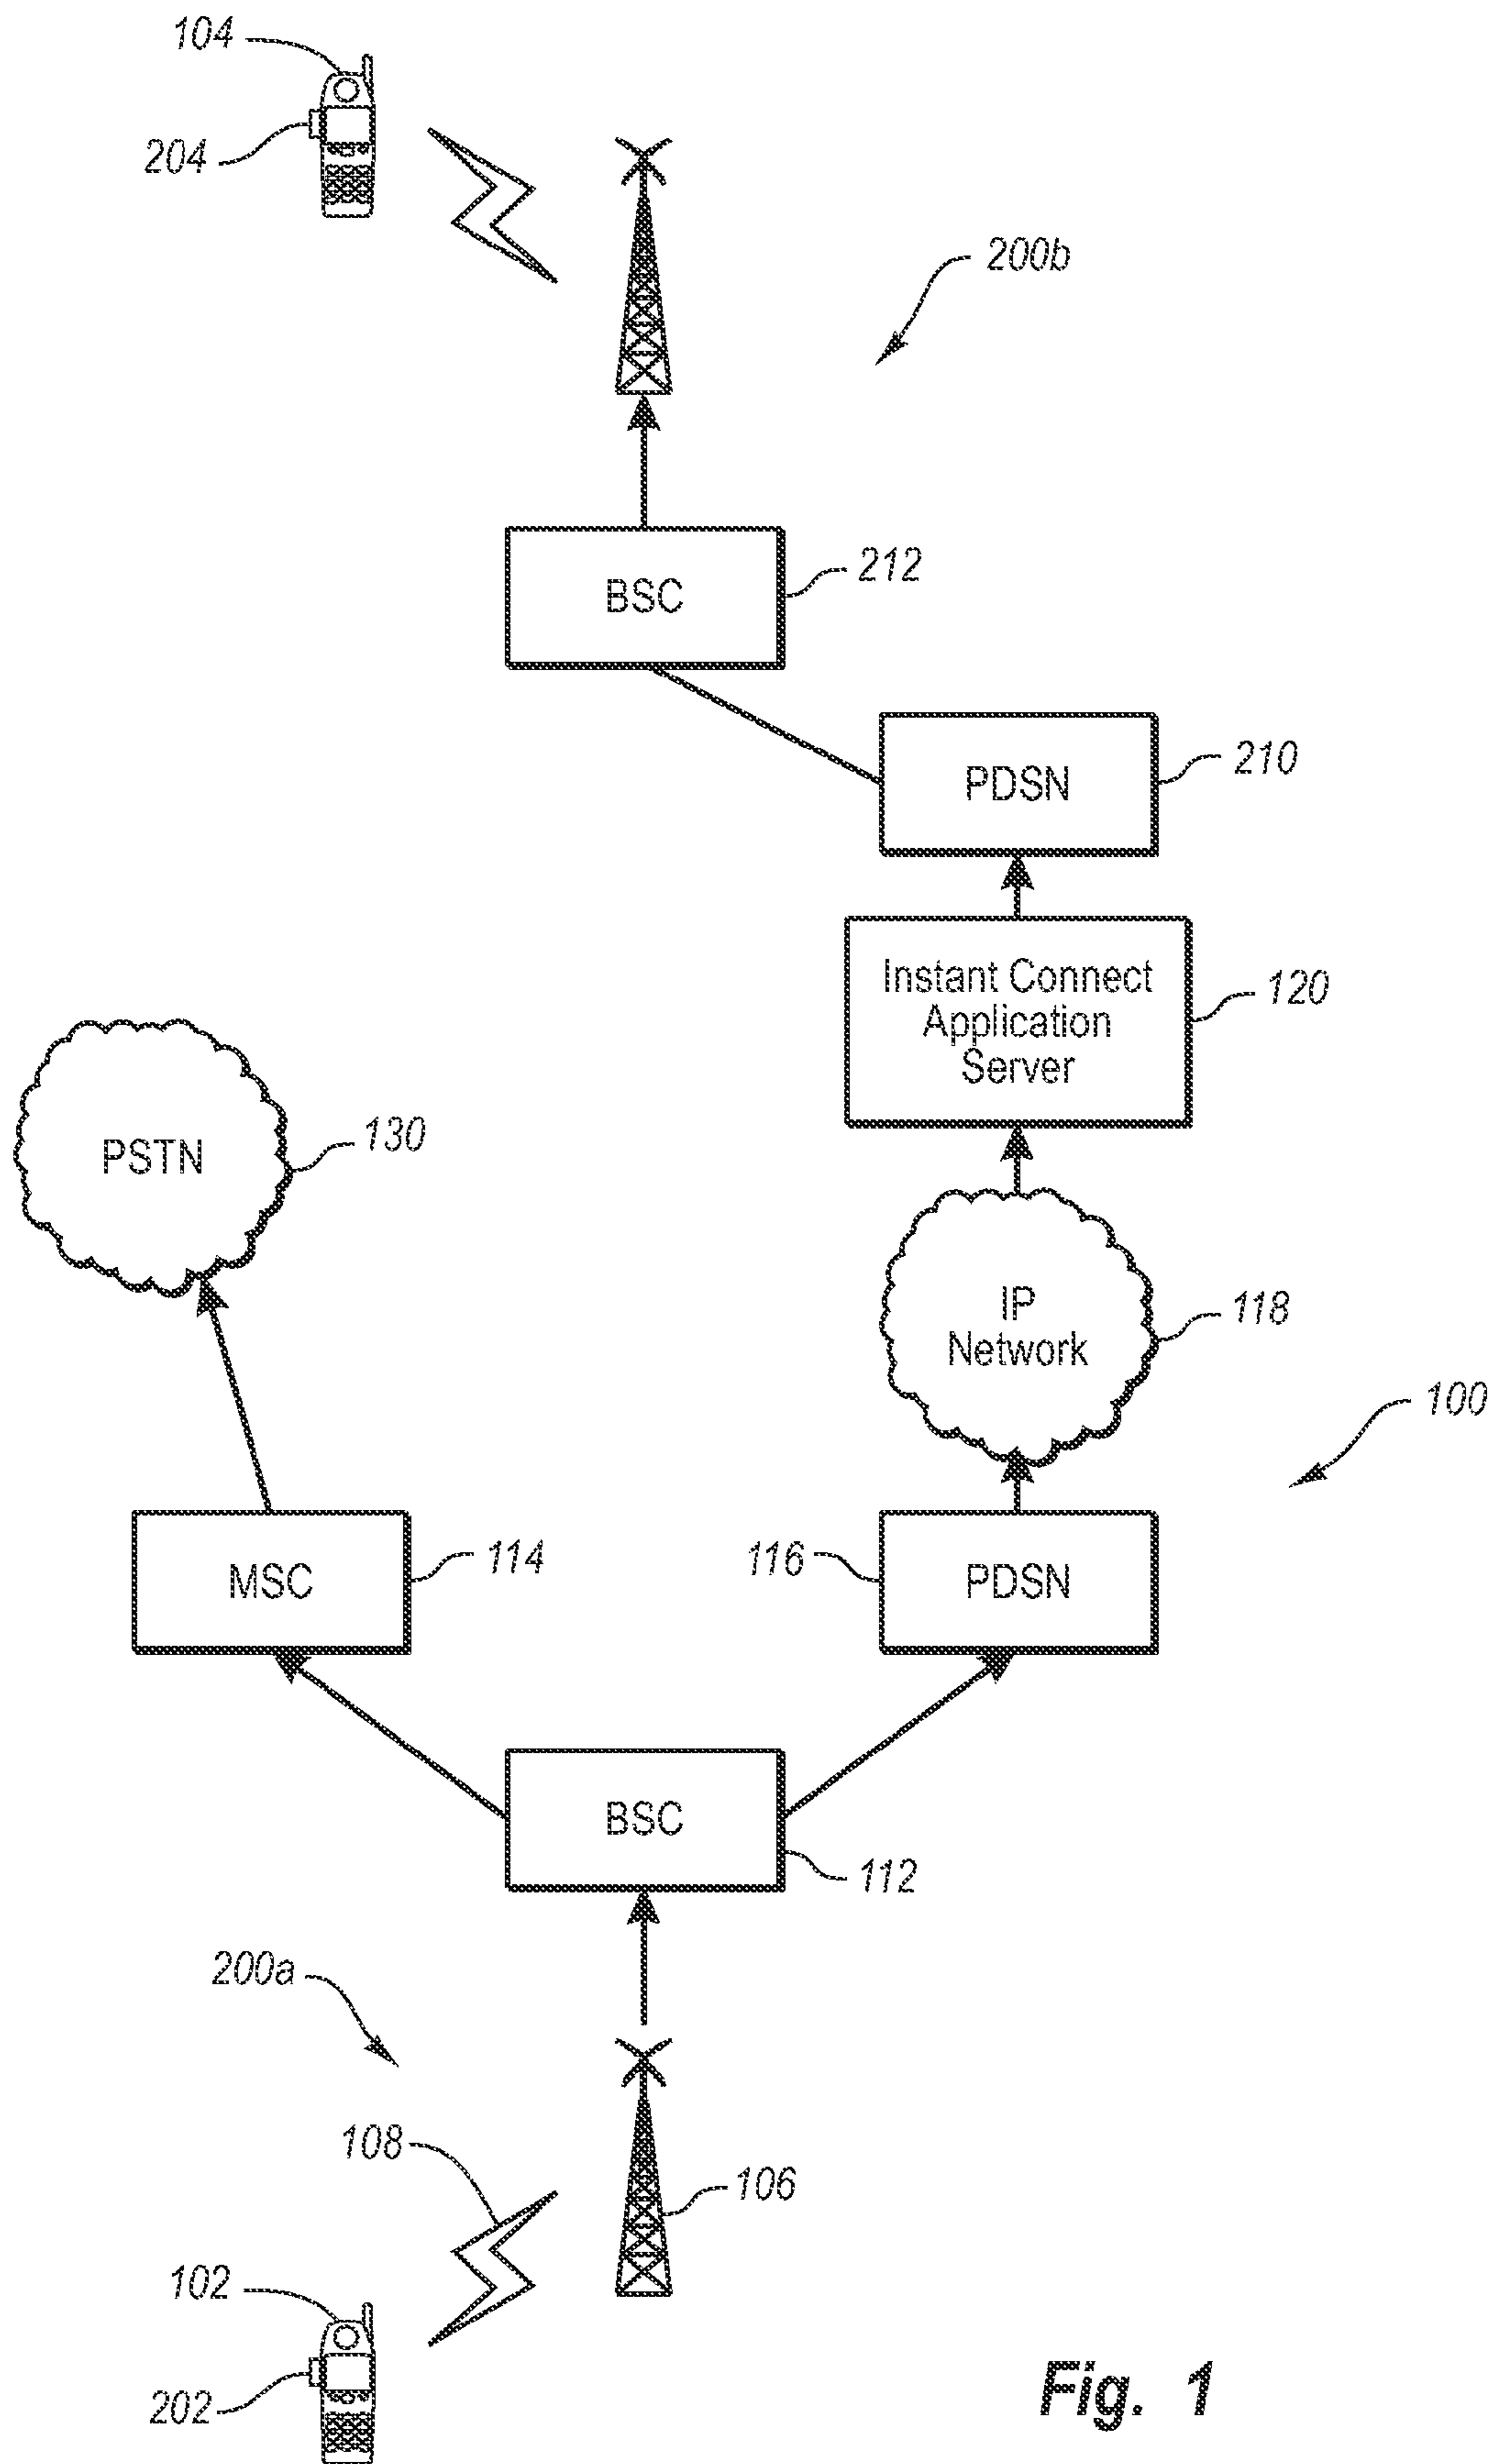 104
204
200b
BSC
212
PDSN
210
Instant Connect
Application
Server
120
PSTN
130
IP
Network
118
100
MSC
114
116
PDSN
BSC
112
200a
108
106
102
202
Fig. 1